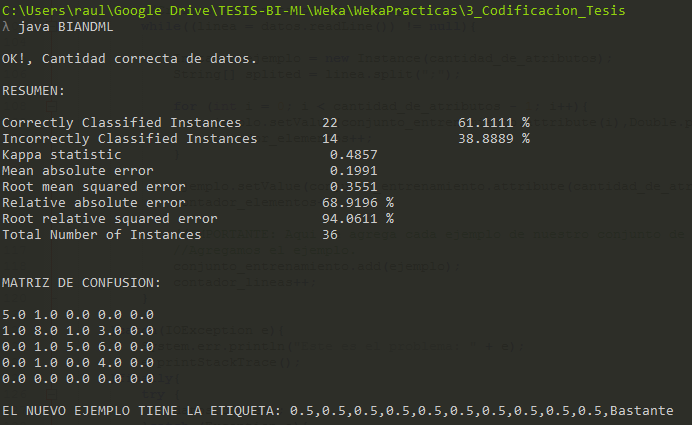 C:\Users\raul\Google Drive\TESIS-BI-ML\Weka\WekaPracticas\3_Codificacion_Tesis
λ java BIANDML
OK!, Cantidad correcta de datos.
RESUMEN:
Correctly Classified Instances 22 61.1111 %
Incorrectly Classified Instances 14 38.8889 %
Kappa statistic 0.4857
Mean absolute error 0.1991
Root mean squared error 0.3551
Relative absolute error 68.9196 %
Root relative squared error 94.0611 %
Total Number of Instances 36
MATRIZ DE CONFUSION:
5.0 1.0 0.0 0.0 0.0
1.0 8.0 1.0 3.0 0.0
0.0 1.0 5.0 6.0 0.0
0.0 1.0 0.0 4.0 0.0
0.0 0.0 0.0 0.0 0.0
EL NUEVO EJEMPLO TIENE LA ETIQUETA: 0.5,0.5,0.5,0.5,0.5,0.5,0.5,0.5,0.5,0.5,Bastante